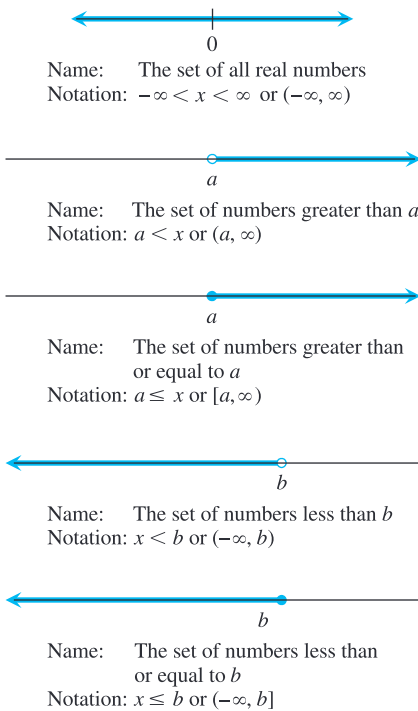 0
Name: The set of all real numbers
Notation: −∞ < x < ∞ or (−∞, ∞)
a
Name: The set of numbers greater than a
Notation: a < x or (a, ∞)
a
Name: The set of numbers greater than
or equal to a
Notation: a ≤ x or [a, ∞)
b
Name: The set of numbers less than b
Notation: x < b or (−∞, b)
b
Name: The set of numbers less than
or equal to b
Notation: x ≤ b or (−∞, b]